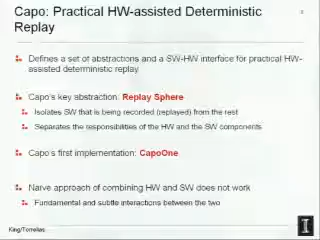 Capo: Practical HW-assisted Deterministic
Replay
Defines a set of abstractions and a SW-HW interface for practical HW-
assisted deterministic replay
Capo's key abstraction: Replay Sphere
Isolates SW that is being recorded (replayed) from the rest
Separates the responsibilities of the HW and the SW components
Capo's first implementation: CapoOne
Naive approach of combining HW and SW does not work
Fundamental and subtle interactions between the two
King/Torrellas
I